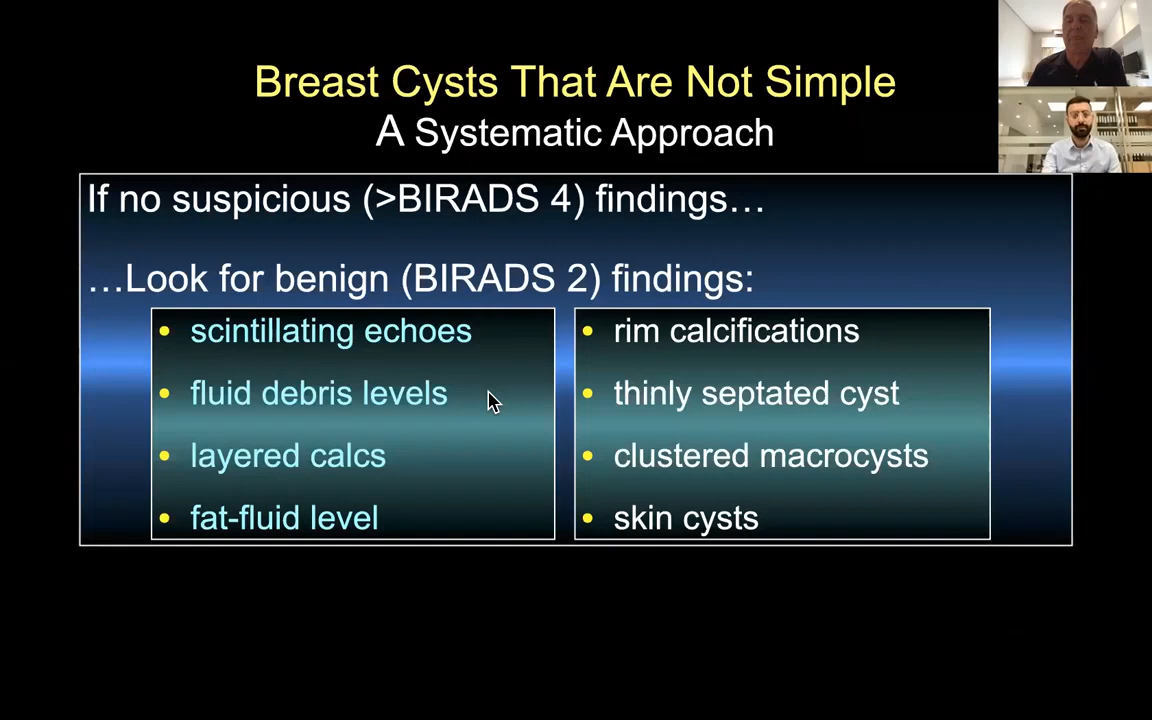 Breast Cysts That Are Not Simple
A Systematic Approach
If no suspicious (>BIRADS 4) findings…
…Look for benign (BIRADS 2) findings:
• scintillating echoes
• fluid debris levels
• layered calcs
• fat-fluid level
• rim calcifications
• thinly septated cyst
• clustered macrocysts
• skin cysts